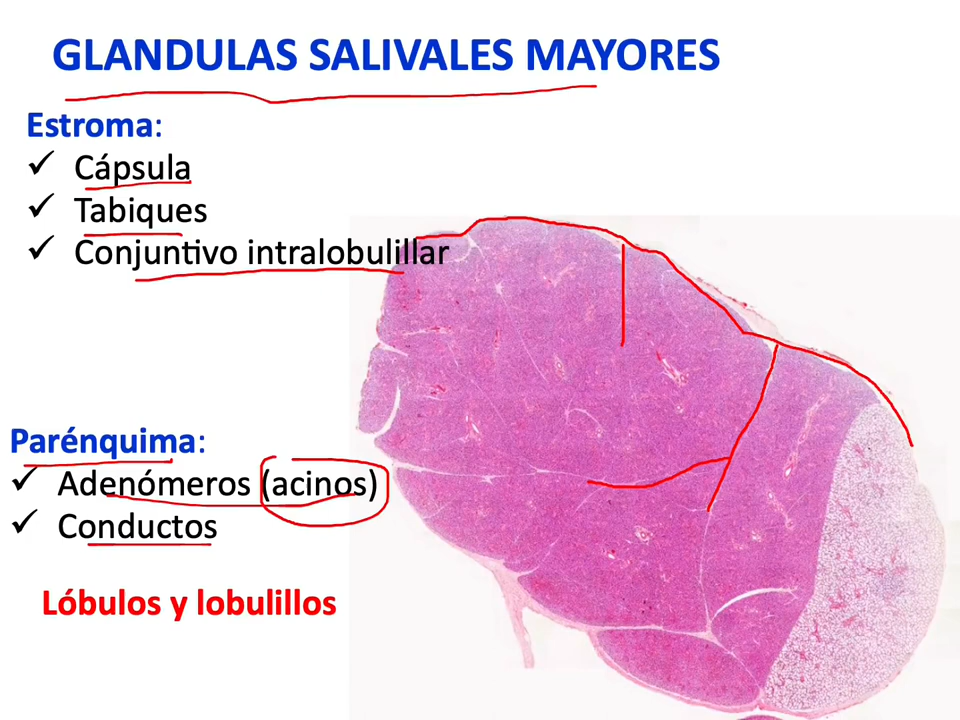 GLANDULAS SALIVALES MAYORES
Estroma:
✓ Cápsula
✓ Tabiques
✓ Conjuntivo intralobulillar
Parénquima:
✓ Adenómeros (acinos)
✓ Conductos
Lóbulos y lobulillos